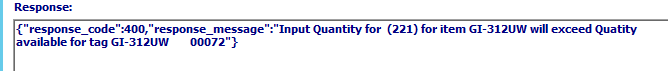 Response:
{"response_code":400,"response_message":"Input Quantity for  (221) for item GI-312UW will exceed Quatity
available for tag GI-312UW      00072"}